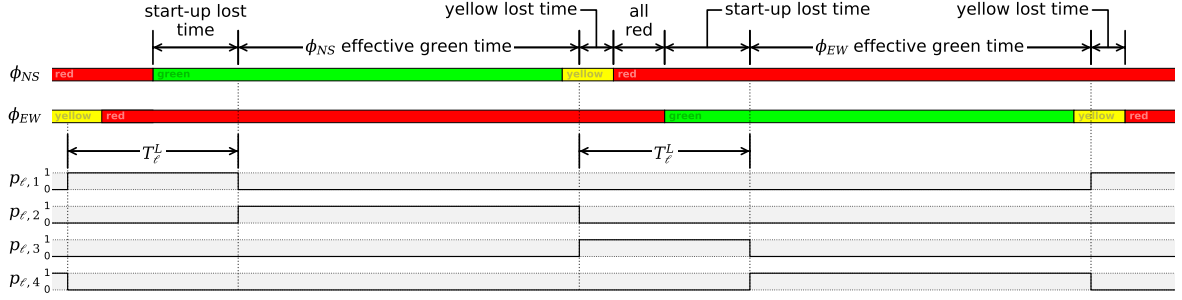 start-up lost time
yellow lost time
all red
start-up lost time
yellow lost time
ϕNS effective green time
ϕEW effective green time
ϕNS red green yellow red
ϕEW yellow red green yellow red
T ℓ L
T ℓ L
pℓ,1 1 0
pℓ,2 1 0
pℓ,3 1 0
pℓ,4 1 0